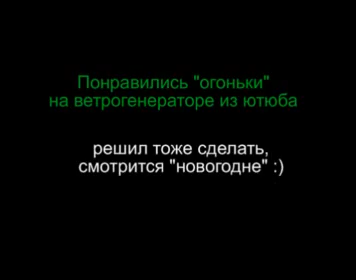 Понравились "огоньки"
на ветрогенераторе из ютюба
решил тоже сделать,
смотрится "новогодне" :)